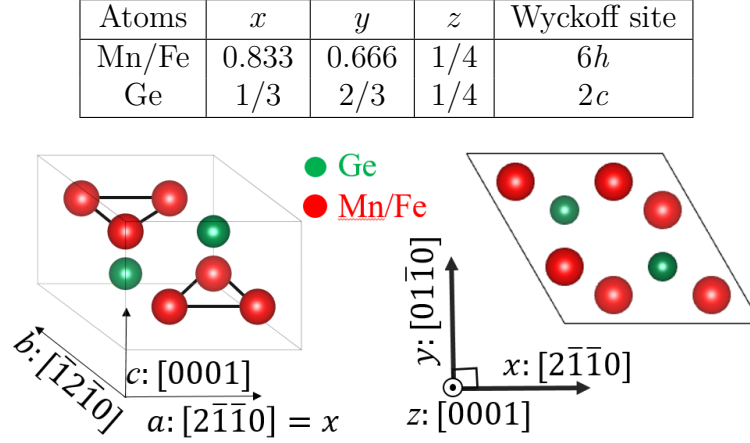 Atoms x y z Wyckoff site
Mn/Fe 0.833 0.666 1/4 6h
Ge 1/3 2/3 1/4 2c
Ge
Mn/Fe
b: [1̅21̅0]
c: [0001]
a: [21̅1̅0] = x
y: [011̅0]
x: [21̅1̅0]
z: [0001]